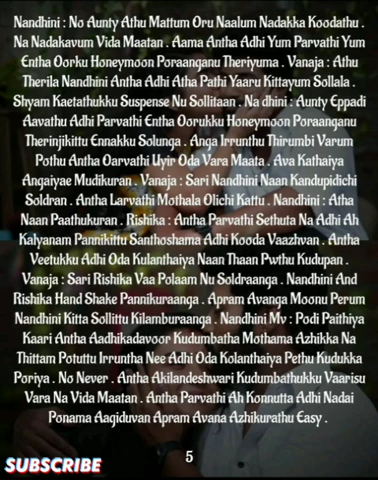 Nandhini : No Aunty Athu Mattum Oru Naalum Nadakka Koodathu .
Na Nadakavum Vida Maatan . Aama Antha Adhi Yum Parvathi Yum
Entha Oorku Honeymoon Poraanganu Theriyuma . Vanaja : Athu
Therila Nandhini Antha Adhi Atha Pathi Yaaru Kittayum Sollala .
Shyam Kaetathukku Suspense Nu Sollitaan . Na dhini : Aunty Eppadi
Aavathu Adhi Parvathi Entha Oorukku Honeymoon Poraanganu
Therinjikittu Ennakku Solunga . Anga Irrunthu Thirumbi Varum
Pothu Antha Oarvathi Uyir Oda Vara Maata . Ava Kathaiya
Angaiyae Mudikuran . Vanaja : Sari Nandhini Naan Kandupidichi
Soldran . Antha Larvathi Mothala Olichi Kattu . Nandhini : Atha
Naan Paathukuran . Rishika : Antha Parvathi Sethuta Na Adhi Ah
Kalyanam Pannikittu Santhoshama Adhi Kooda Vaazhvan . Antha
Veetukku Adhi Oda Kulanthaiya Naan Thaan Pwthu Kudupan .
Vanaja : Sari Rishika Vaa Polaam Nu Soldraanga . Nandhini And
Rishika Hand Shake Pannikuraanga . Apram Avanga Moonu Perum
Nandhini Kitta Sollittu Kilamburaanga . Nandhini Mv : Podi Paithiya
Kaari Antha Aadhikadavoor Kudumbatha Mothama Azhikka Na
Thittam Potuttu Irruntha Nee Adhi Oda Kolanthaiya Pethu Kudukka
Poriya . No Never . Antha Akilandeshwari Kudumbathukku Vaarisu
Vara Na Vida Maatan . Antha Parvathi Ah Konnutta Adhi Nadai
Ponama Aagiduvan Apram Avana Azhikurathu Easy .
5
SUBSCRIBE